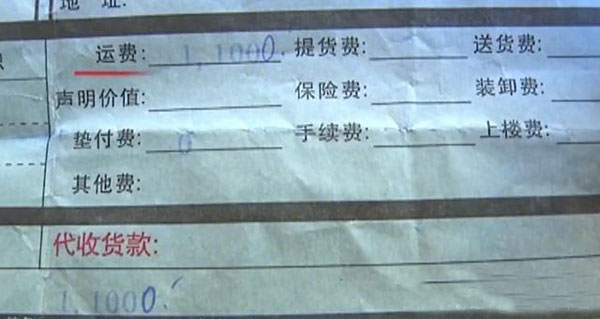 地 址:
运费: 1,1000. 提货费: 送货费:
声明价值: 保险费: 装卸费:
垫付费: 0 手续费: 上楼费:
其他费:
代收货款:
1,1000.